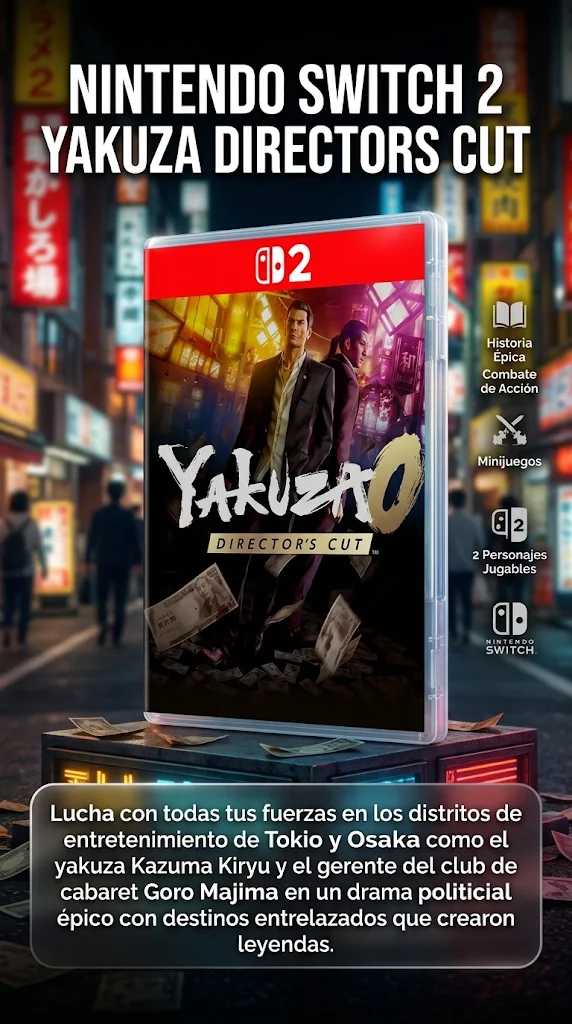 NINTENDO SWITCH 2
YAKUZA DIRECTORS CUT
2
YAKUZA 0
DIRECTOR'S CUT
TM
和
Historia
Épica
Combate
de Acción
Minijuegos
2
2 Personajes
Jugables
NINTENDO
SWITCH
Lucha con todas tus fuerzas en los distritos de
entretenimiento de Tokio y Osaka como el
yakuza Kazuma Kiryu y el gerente del club de
cabaret Goro Majima en un drama politicial
épico con destinos entrelazados que crearon
leyendas.